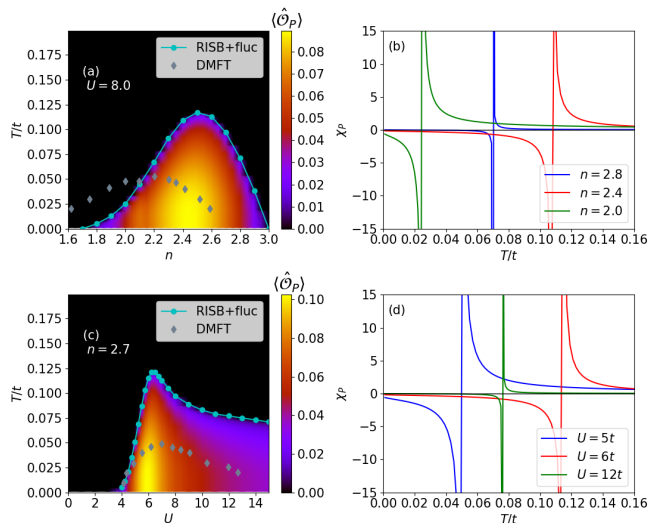 ⟨Ô_P⟩
RISB+fluc
DMFT
(a)
U = 8.0
T/t
0.175
0.150
0.125
0.100
0.075
0.050
0.025
0.000
1.6 1.8 2.0 2.2 2.4 2.6 2.8 3.0
n
0.08
0.07
0.06
0.05
0.04
0.03
0.02
0.01
0.00
(b)
χ_P
15
10
5
0
−5
−10
−15
n = 2.8
n = 2.4
n = 2.0
0.00 0.02 0.04 0.06 0.08 0.10 0.12 0.14 0.16
T/t
⟨Ô_P⟩
RISB+fluc
DMFT
(c)
n = 2.7
T/t
0.175
0.150
0.125
0.100
0.075
0.050
0.025
0.000
0 2 4 6 8 10 12 14
U
0.10
0.08
0.06
0.04
0.02
0.00
(d)
χ_P
15
10
5
0
−5
−10
−15
U = 5t
U = 6t
U = 12t
0.00 0.02 0.04 0.06 0.08 0.10 0.12 0.14 0.16
T/t